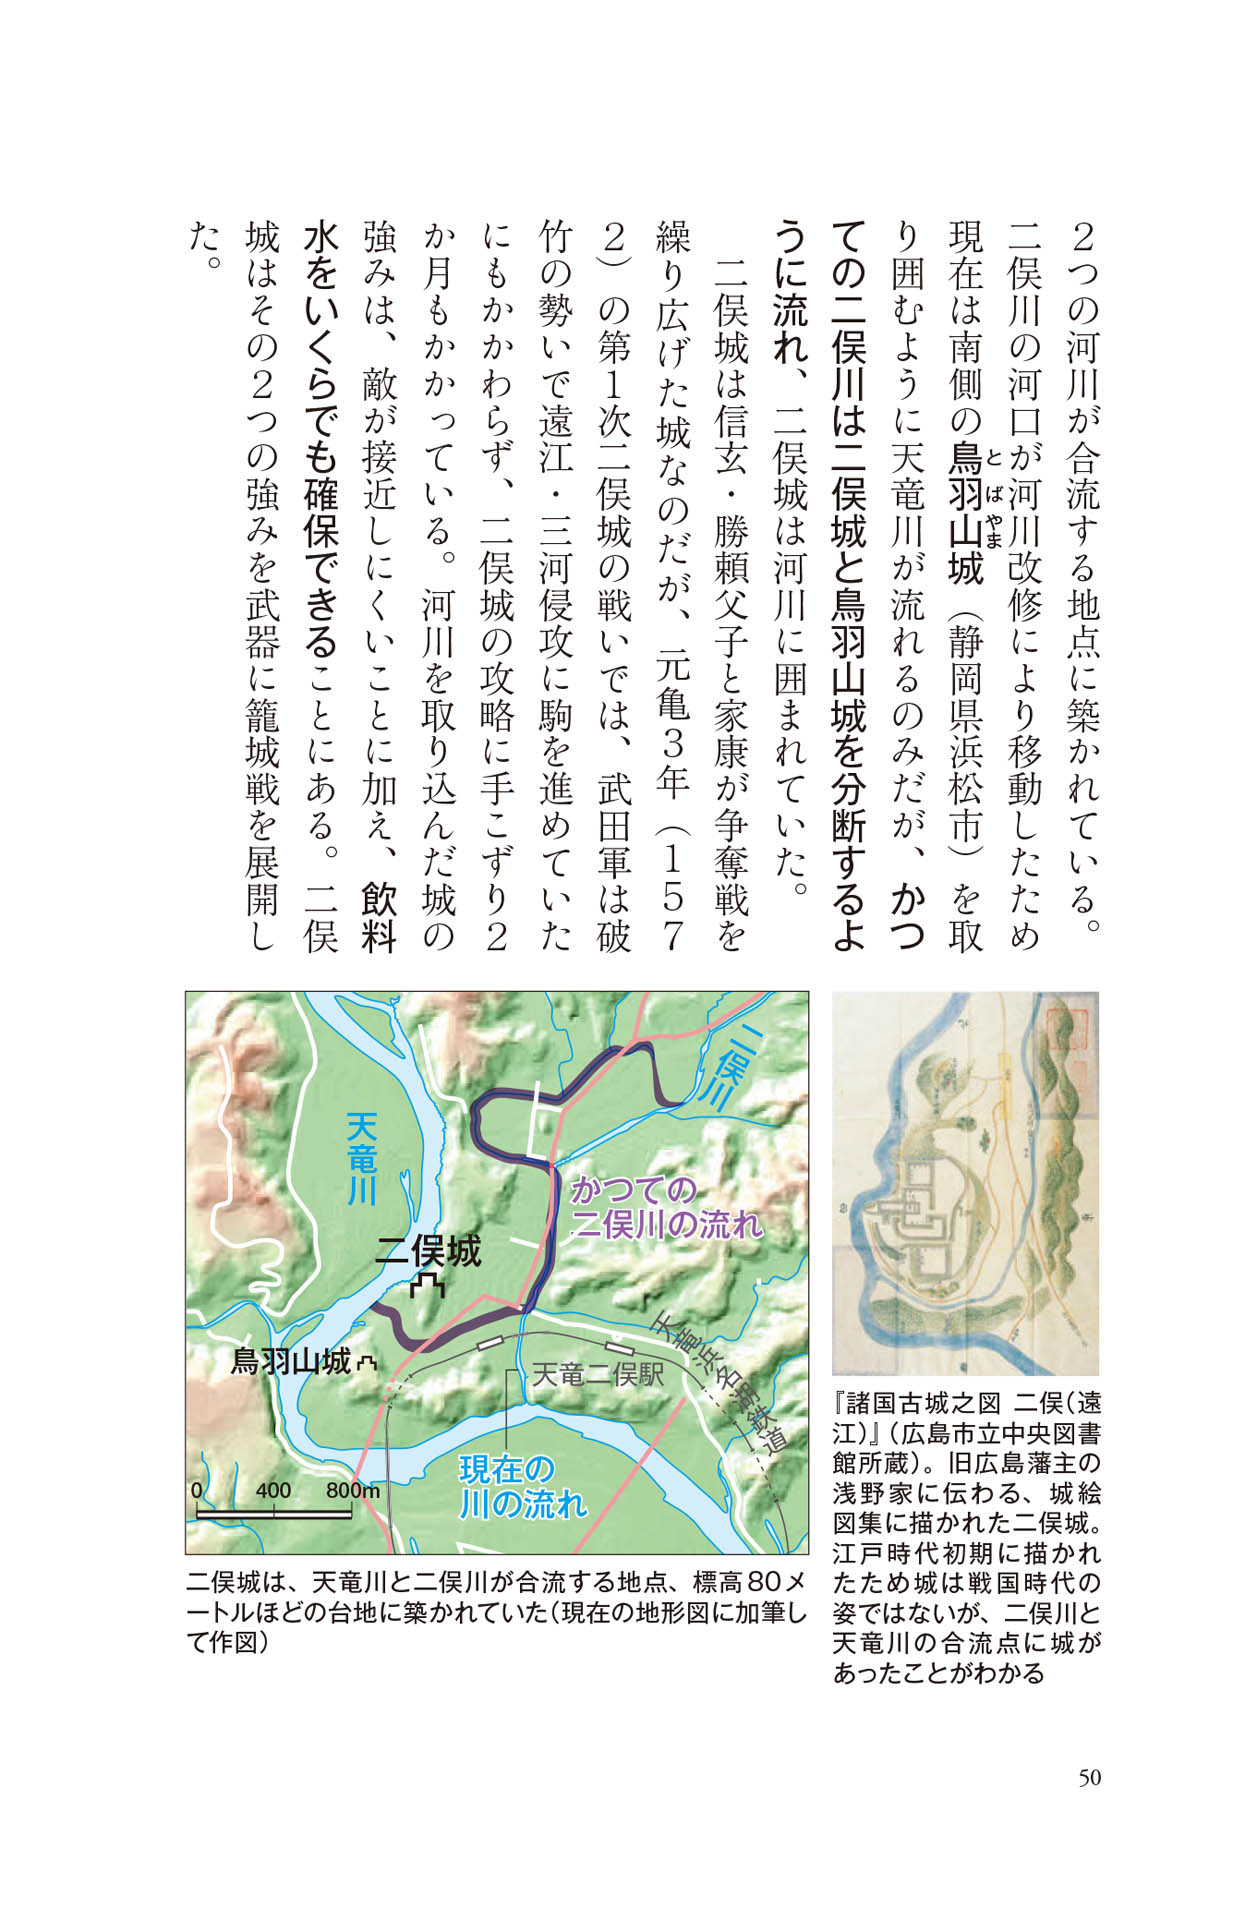 2つの河川が合流する地点に築かれている。
二俣川の河口が河川改修により移動したため
現在は南側の鳥羽山城（静岡県浜松市）を取
とばやま
り囲むように天竜川が流れるのみだが、かつ
ての二俣川は二俣城と鳥羽山城を分断するよ
うに流れ、二俣城は河川に囲まれていた。
二俣城は信玄・勝頼父子と家康が争奪戦を
繰り広げた城なのだが、元亀3年（157
2）の第1次二俣城の戦いでは、武田軍は破
竹の勢いで遠江・三河侵攻に駒を進めていた
にもかかわらず、二俣城の攻略に手こずり2
か月もかかっている。河川を取り込んだ城の
強みは、敵が接近しにくいことに加え、飲料
水をいくらでも確保できることにある。二俣
城はその2つの強みを武器に籠城戦を展開し
た。
二俣川
天竜川
かつての
二俣川の流れ
二俣城
鳥羽山城
天竜二俣駅
天竜浜名湖鉄道
現在の
川の流れ
0 400 800m
二俣城は、天竜川と二俣川が合流する地点、標高80メ
ートルほどの台地に築かれていた（現在の地形図に加筆し
て作図）
『諸国古城之図 二俣（遠
江）』（広島市立中央図書
館所蔵）。旧広島藩主の
浅野家に伝わる、城絵
図集に描かれた二俣城。
江戸時代初期に描かれ
たため城は戦国時代の
姿ではないが、二俣川と
天竜川の合流点に城が
あったことがわかる
50